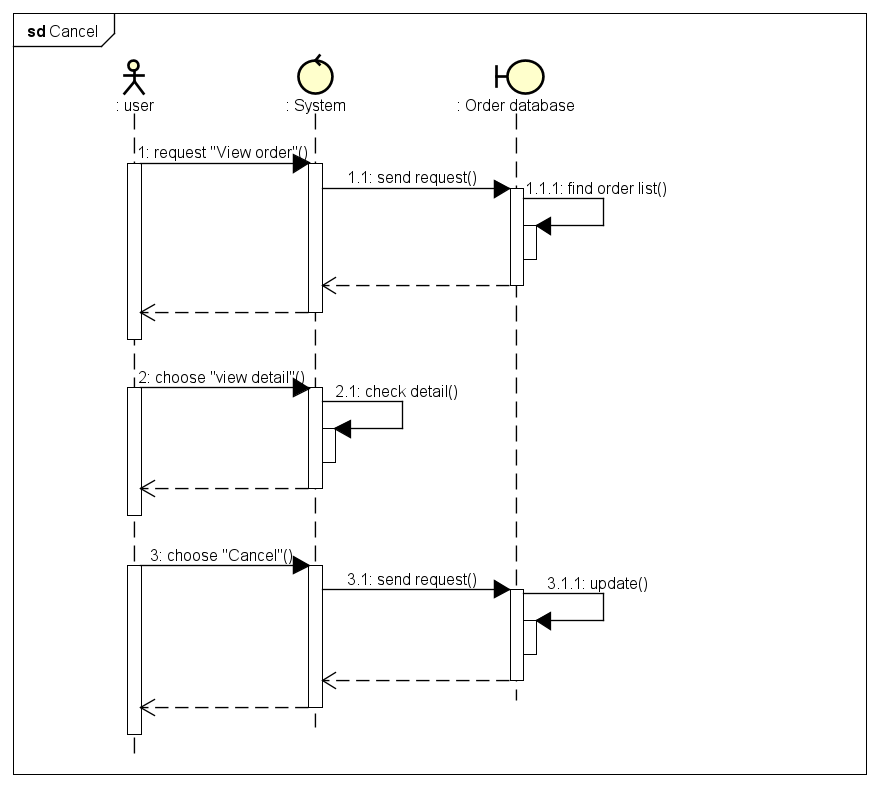 sd Cancel
: user
: System
: Order database
1: request "View order"()
1.1: send request()
1.1.1: find order list()
2: choose "view detail"()
2.1: check detail()
3: choose "Cancel"()
3.1: send request()
3.1.1: update()